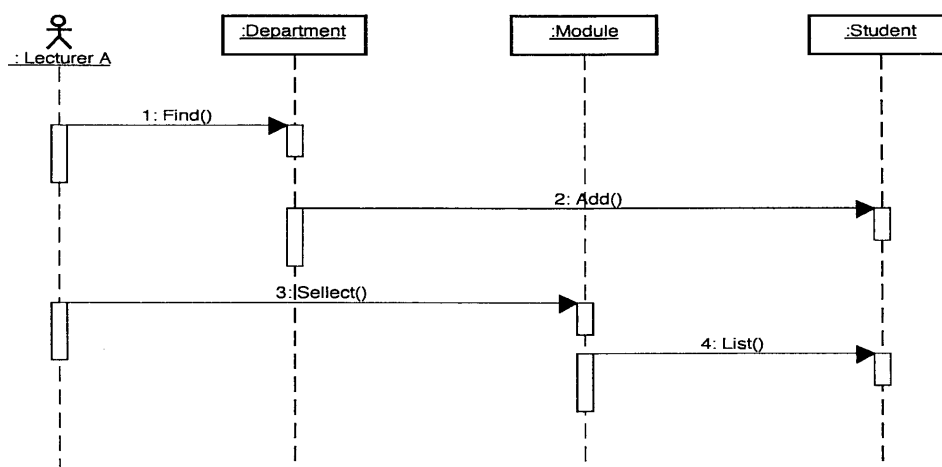 :Department
:Module
:Student
: Lecturer A
1: Find()
2: Add()
3: Sellect()
4: List()